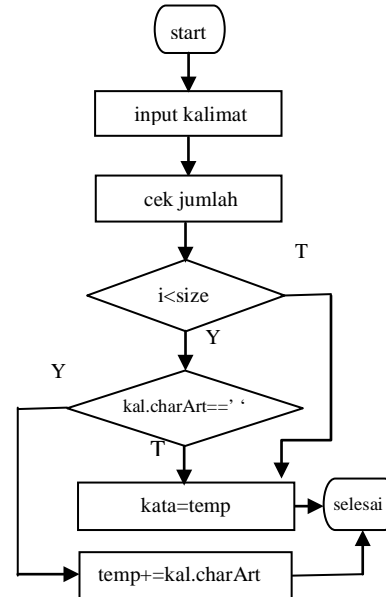 start
input kalimat
cek jumlah
T
i<size
Y
Y
kal.charArt==’ ‘
T
kata=temp
selesai
temp+=kal.charArt